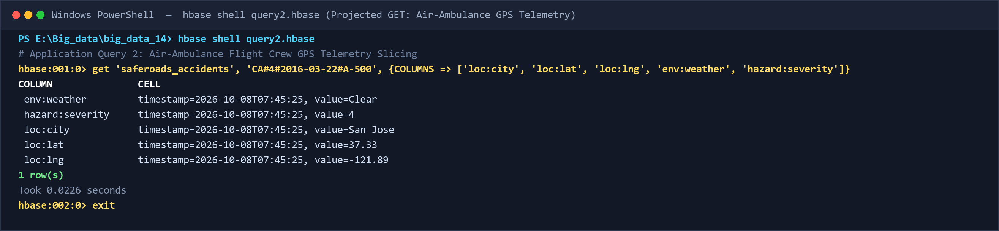 Windows PowerShell — hbase shell query2.hbase (Projected GET: Air-Ambulance GPS Telemetry)
PS E:\Big_data\big_data_14> hbase shell query2.hbase
# Application Query 2: Air-Ambulance Flight Crew GPS Telemetry Slicing
hbase:001:0> get 'saferoads_accidents', 'CA#4#2016-03-22#A-500', {COLUMNS => ['loc:city', 'loc:lat', 'loc:lng', 'env:weather', 'hazard:severity']}
COLUMN CELL
env:weather timestamp=2026-10-08T07:45:25, value=Clear
hazard:severity timestamp=2026-10-08T07:45:25, value=4
loc:city timestamp=2026-10-08T07:45:25, value=San Jose
loc:lat timestamp=2026-10-08T07:45:25, value=37.33
loc:lng timestamp=2026-10-08T07:45:25, value=-121.89
1 row(s)
Took 0.0226 seconds
hbase:002:0> exit